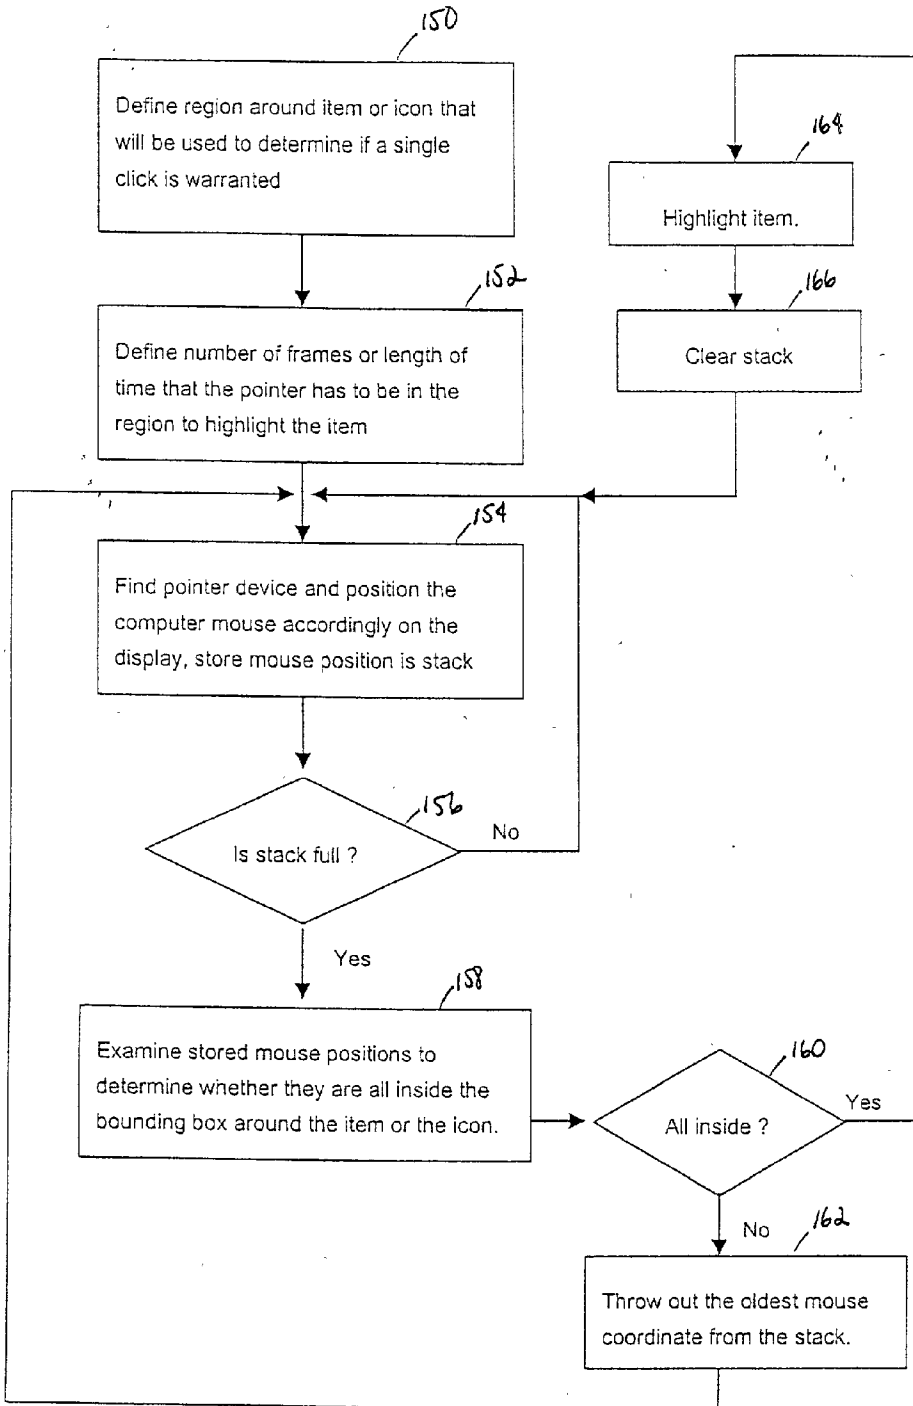 150
Define region around item or icon that
will be used to determine if a single
click is warranted
152
Define number of frames or length of
time that the pointer has to be in the
region to highlight the item
154
Find pointer device and position the
computer mouse accordingly on the
display, store mouse position is stack
156
Is stack full ?
No
Yes
158
Examine stored mouse positions to
determine whether they are all inside the
bounding box around the item or the icon.
160
All inside ?
Yes
No
162
Throw out the oldest mouse
coordinate from the stack.
164
Highlight item.
166
Clear stack